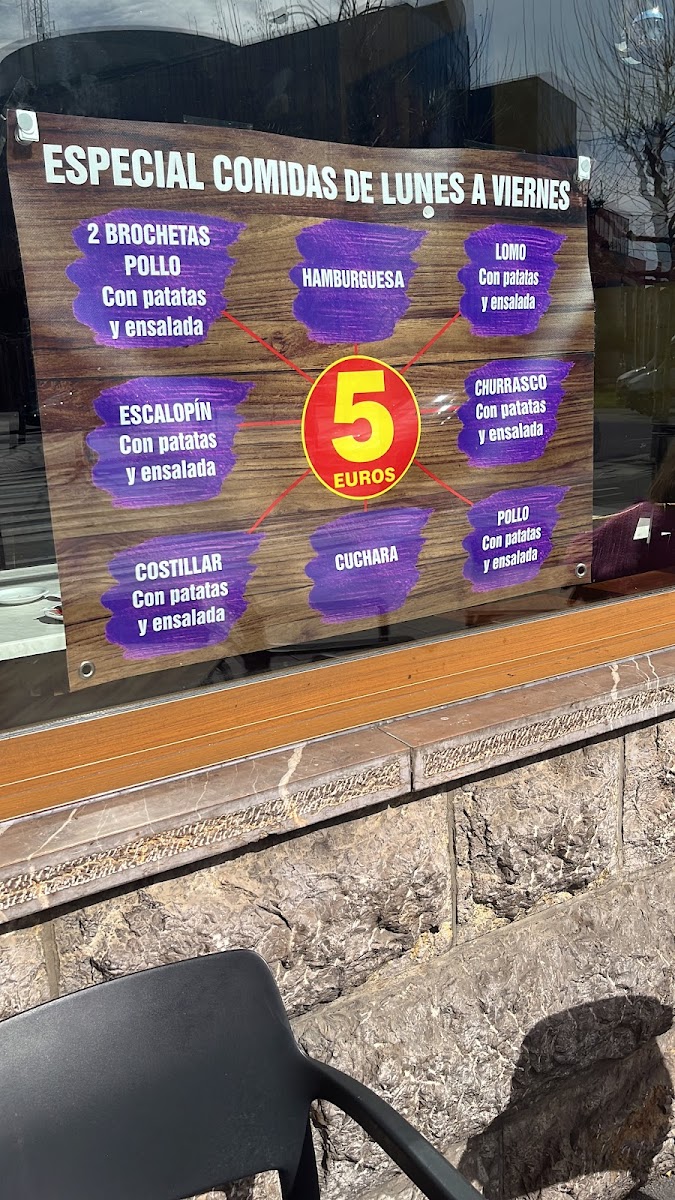 ESPECIAL COMIDAS DE LUNES A VIERNES
2 BROCHETAS
POLLO
Con patatas
y ensalada
HAMBURGUESA
LOMO
Con patatas
y ensalada
ESCALOPÍN
Con patatas
y ensalada
5
EUROS
CHURRASCO
Con patatas
y ensalada
COSTILLAR
Con patatas
y ensalada
CUCHARA
POLLO
Con patatas
y ensalada